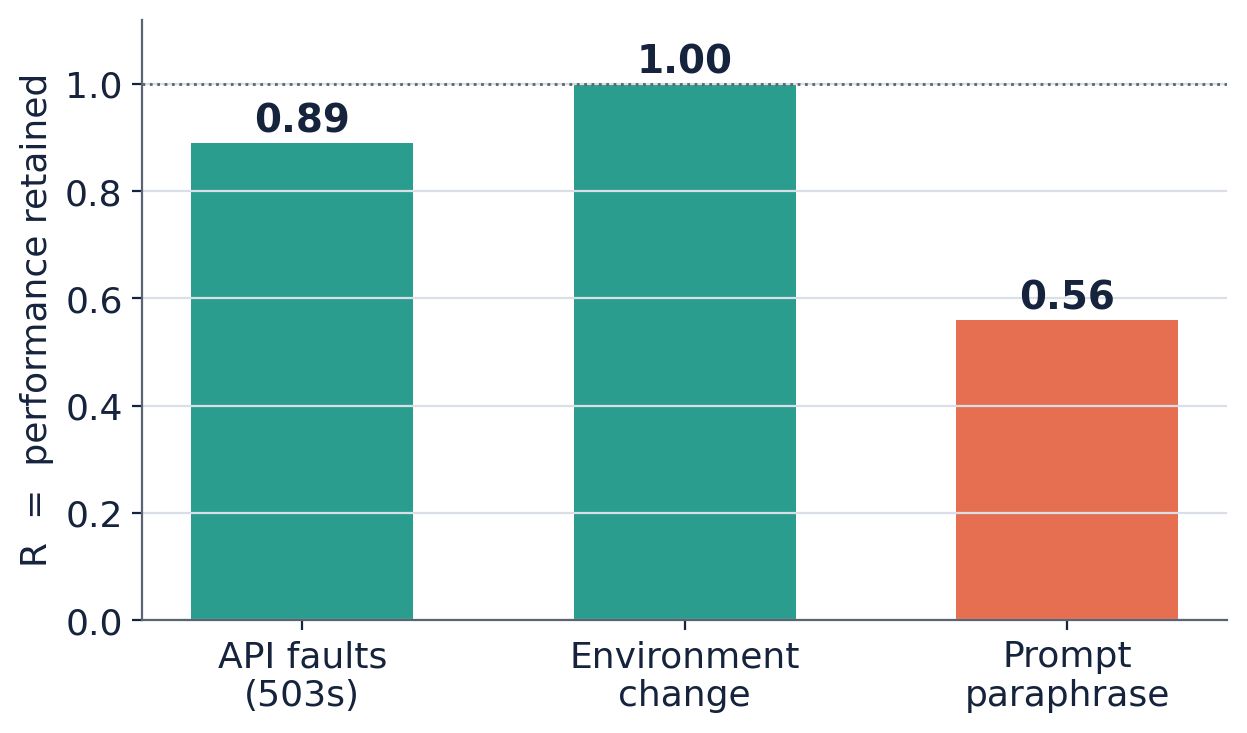 R = performance retained
1.0
0.8
0.6
0.4
0.2
0.0
0.89
1.00
0.56
API faults
(503s)
Environment
change
Prompt
paraphrase